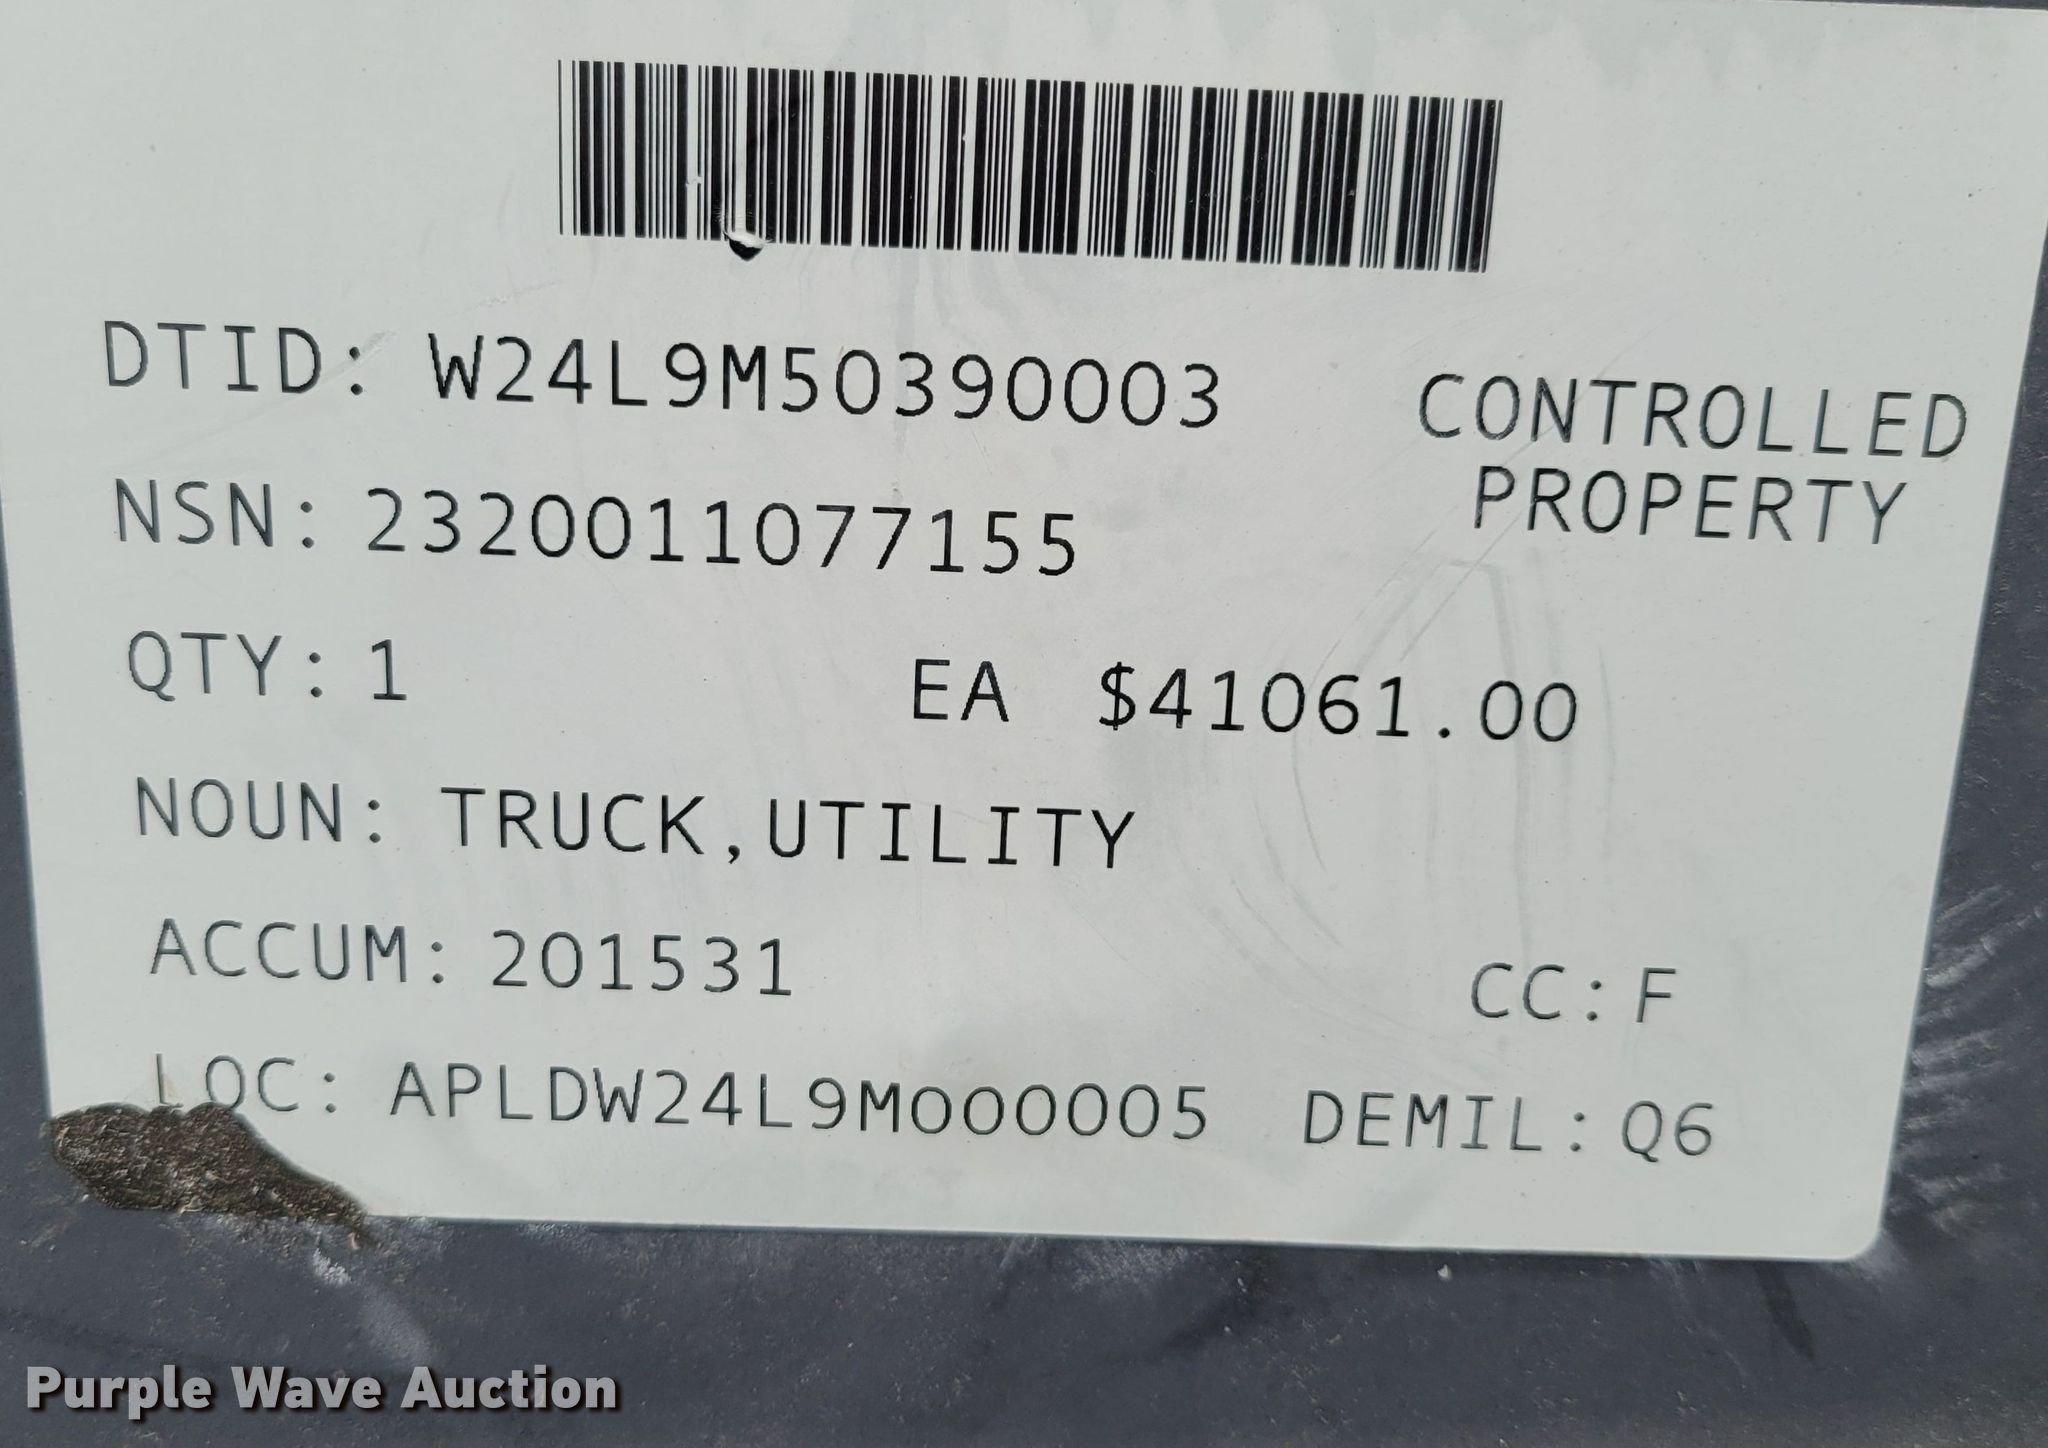 DTID: W24L9M50390003
CONTROLLED
PROPERTY
NSN: 2320011077155
QTY: 1 EA $41061.00
NOUN: TRUCK,UTILITY
ACCUM: 201531 CC: F
LOC: APLDW24L9M000005 DEMIL: Q6
Purple Wave Auction